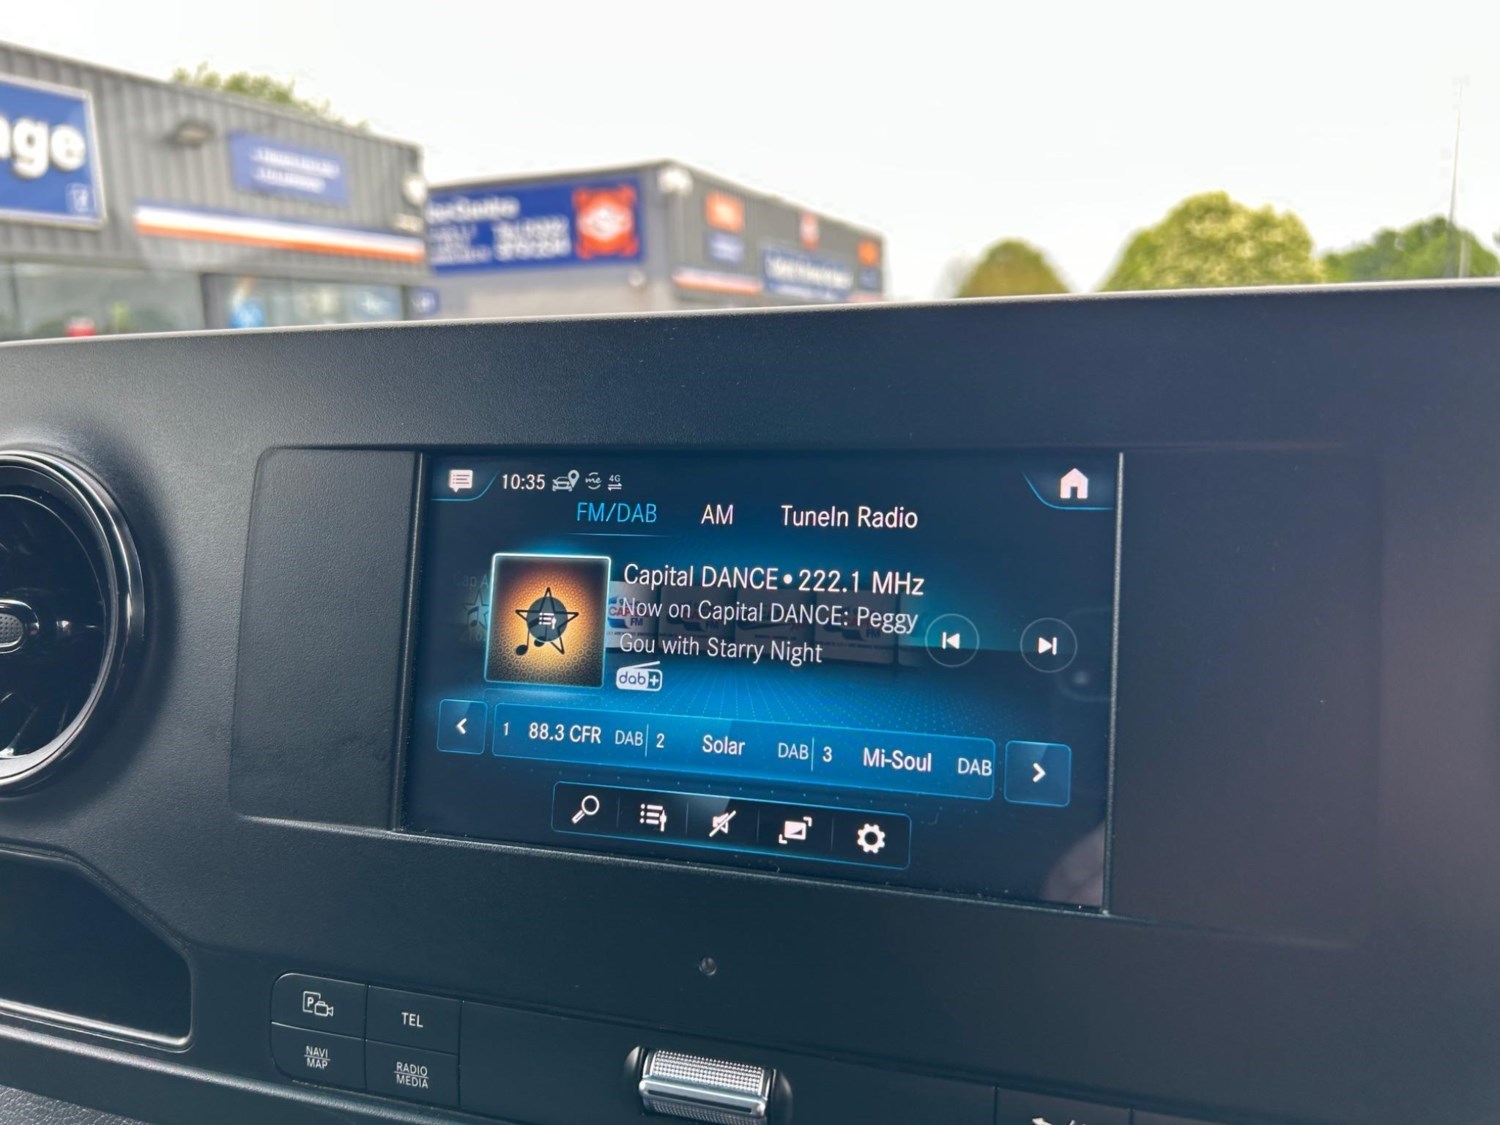 nge
10:35
4G
FM/DAB AM TuneIn Radio
Capital DANCE • 222.1 MHz
Now on Capital DANCE: Peggy
Gou with Starry Night
dab+
1 88.3 CFR DAB 2 Solar DAB 3 Mi-Soul DAB
P
TEL
NAVI
MAP
RADIO
MEDIA